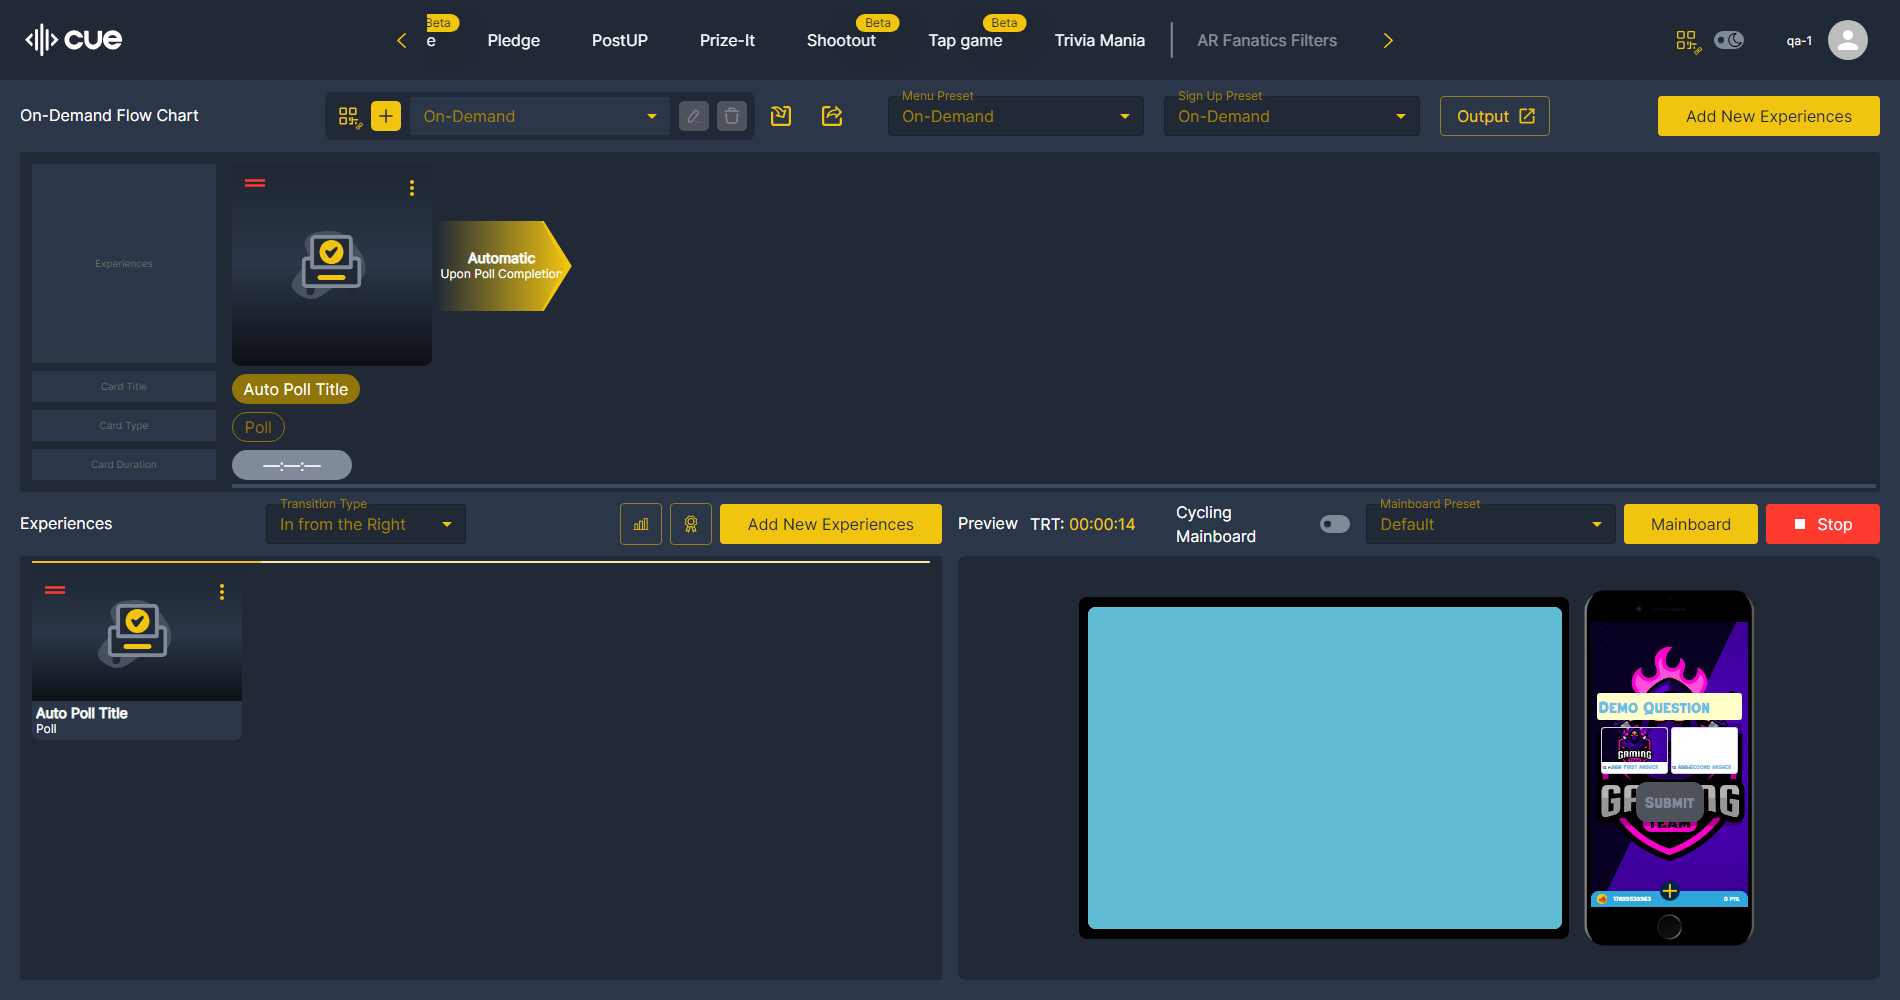 cue
Beta
e
Pledge
PostUP
Prize-It
Beta
Shootout
Beta
Tap game
Trivia Mania
AR Fanatics Filters
qa-1
On-Demand Flow Chart
On-Demand
Menu Preset
On-Demand
Sign Up Preset
On-Demand
Output
Add New Experiences
Experiences
Automatic
Upon Poll Completion
Card Title
Auto Poll Title
Card Type
Poll
Card Duration
—:—:—
Experiences
Transition Type
In from the Right
Add New Experiences
Preview
TRT: 00:00:14
Cycling
Mainboard
Mainboard Preset
Default
Mainboard
Stop
Auto Poll Title
Poll
Demo Question
GAMING
Submit
TEAM
17099539963
0 PTS.